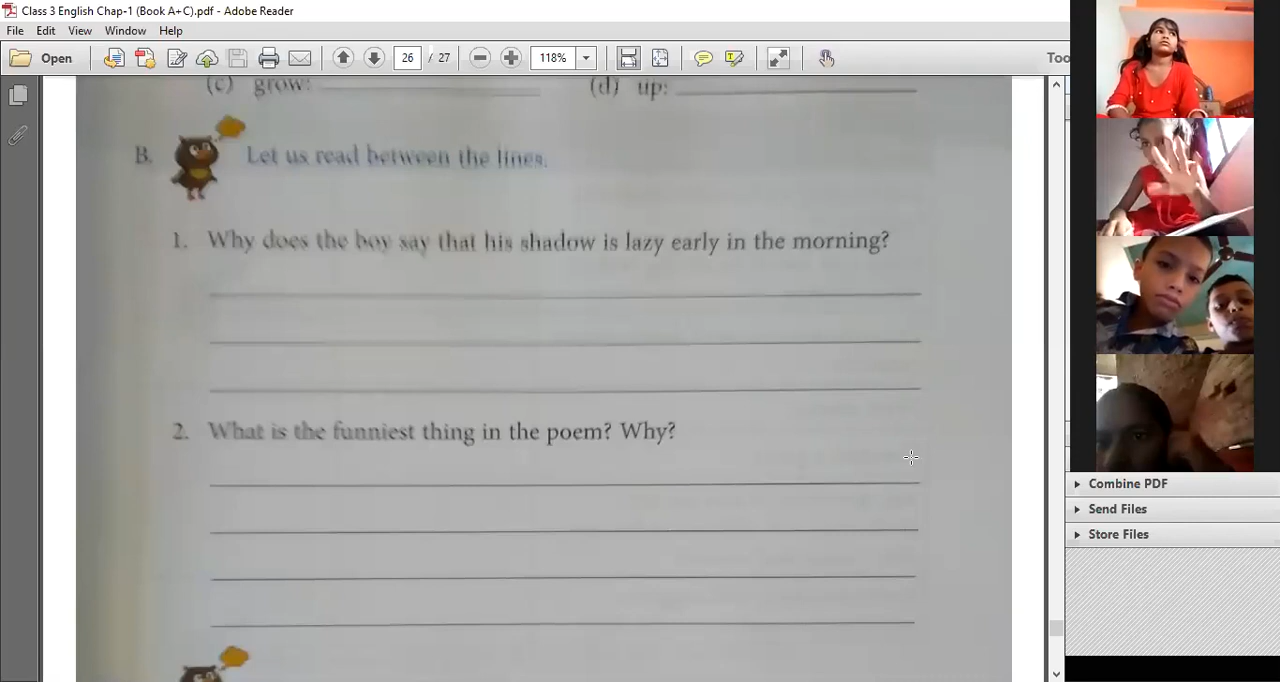 Class 3 English Chap-1 (Book A+C).pdf - Adobe Reader
File Edit View Window Help
Open 26 / 27 118% Too
(c) grow: (d) up:
B. Let us read between the lines.
1. Why does the boy say that his shadow is lazy early in the morning?
2. What is the funniest thing in the poem? Why?
Combine PDF
Send Files
Store Files